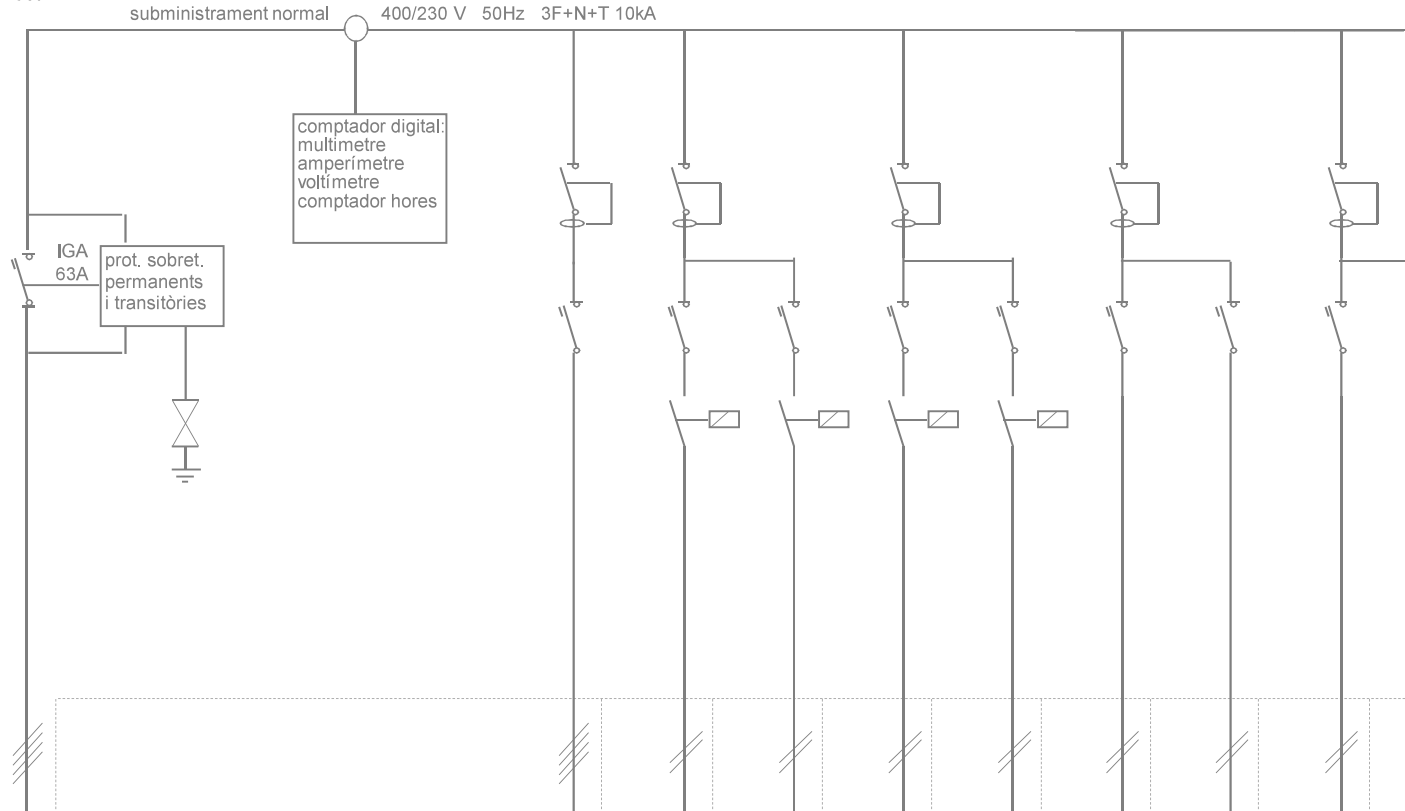 subministrament normal
400/230 V 50Hz 3F+N+T 10kA
comptador digital:
multimetre
amperímetre
voltímetre
comptador hores
IGA
63A
prot. sobret.
permanents
i transitòries